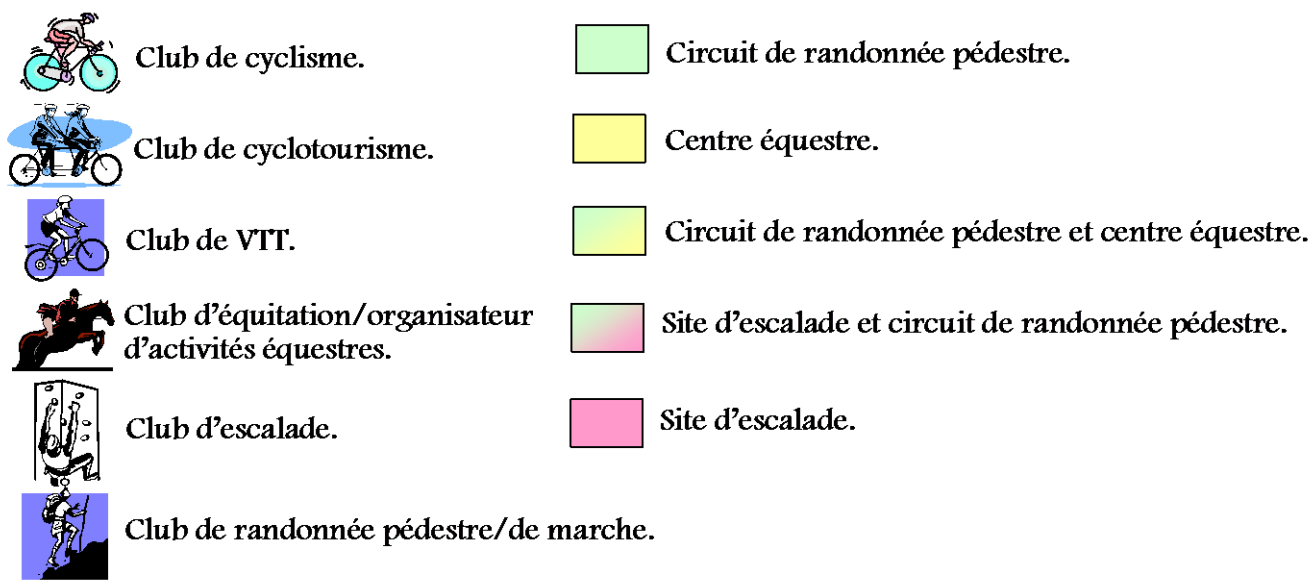 Club de cyclisme.
Club de cyclotourisme.
Club de VTT.
Club d'équitation/organisateur
d'activités équestres.
Club d'escalade.
Club de randonnée pédestre/de marche.
Circuit de randonnée pédestre.
Centre équestre.
Circuit de randonnée pédestre et centre équestre.
Site d'escalade et circuit de randonnée pédestre.
Site d'escalade.